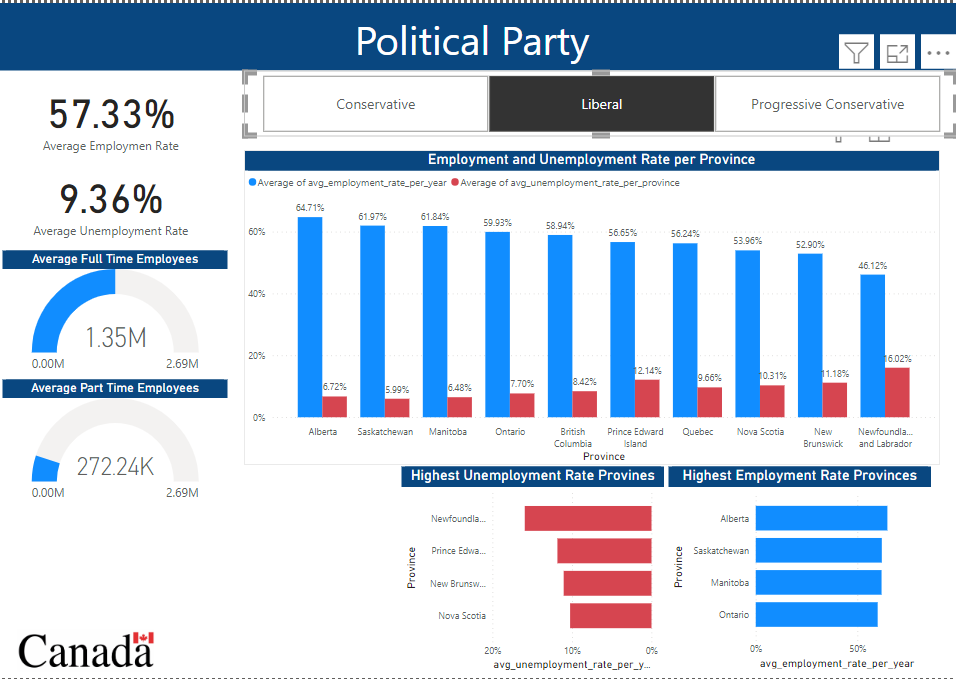 Political Party
Conservative
Liberal
Progressive Conservative
57.33%
Average Employmen Rate
9.36%
Average Unemployment Rate
Average Full Time Employees
1.35M
0.00M
2.69M
Average Part Time Employees
272.24K
0.00M
2.69M
Employment and Unemployment Rate per Province
Average of avg_employment_rate_per_year
Average of avg_unemployment_rate_per_province
60%
40%
20%
0%
64.71%
61.97%
61.84%
59.93%
58.94%
56.65%
56.24%
53.96%
52.90%
46.12%
6.72%
5.99%
6.48%
7.70%
8.42%
12.14%
9.66%
10.31%
11.18%
16.02%
Alberta
Saskatchewan
Manitoba
Ontario
British
Columbia
Prince Edward
Island
Quebec
Nova Scotia
New
Brunswick
Newfoundla...
and Labrador
Province
Highest Unemployment Rate Provines
Province
Newfoundla...
Prince Edwa...
New Brunsw...
Nova Scotia
20%
10%
0%
avg_unemployment_rate_per_y...
Highest Employment Rate Provinces
Province
Alberta
Saskatchewan
Manitoba
Ontario
0%
50%
avg_employment_rate_per_year
Canada